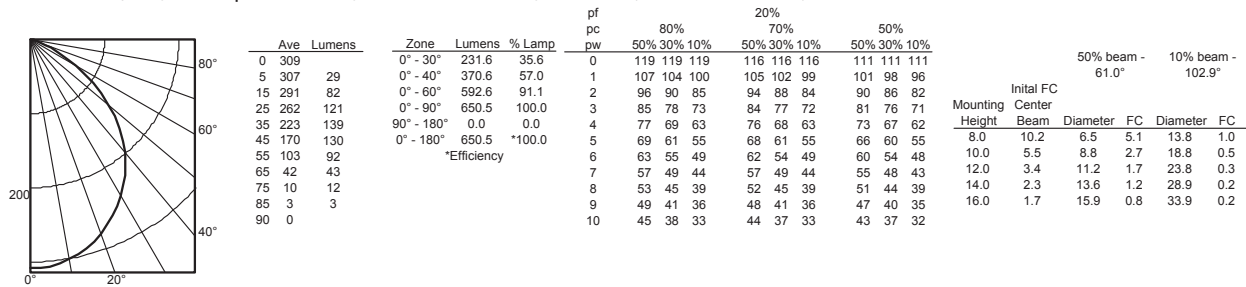 80°
60°
200
40°
0° 20°
Ave Lumens
0 309
5 307 29
15 291 82
25 262 121
35 223 139
45 170 130
55 103 92
65 42 43
75 10 12
85 3 3
90 0
Zone Lumens % Lamp
0° - 30° 231.6 35.6
0° - 40° 370.6 57.0
0° - 60° 592.6 91.1
0° - 90° 650.5 100.0
90° - 180° 0.0 0.0
0° - 180° 650.5 *100.0
*Efficiency
pf 20%
pc 80% 70% 50%
pw 50% 30% 10% 50% 30% 10% 50% 30% 10%
0 119 119 119 116 116 116 111 111 111
1 107 104 100 105 102 99 101 98 96
2 96 90 85 94 88 84 90 86 82
3 85 78 73 84 77 72 81 76 71
4 77 69 63 76 68 63 73 67 62
5 69 61 55 68 61 55 66 60 55
6 63 55 49 62 54 49 60 54 48
7 57 49 44 57 49 44 55 48 43
8 53 45 39 52 45 39 51 44 39
9 49 41 36 48 41 36 47 40 35
10 45 38 33 44 37 33 43 37 32
50% beam - 10% beam -
61.0° 102.9°
Inital FC
Mounting Center
Height Beam Diameter FC Diameter FC
8.0 10.2 6.5 5.1 13.8 1.0
10.0 5.5 8.8 2.7 18.8 0.5
12.0 3.4 11.2 1.7 23.8 0.3
14.0 2.3 13.6 1.2 28.9 0.2
16.0 1.7 15.9 0.8 33.9 0.2